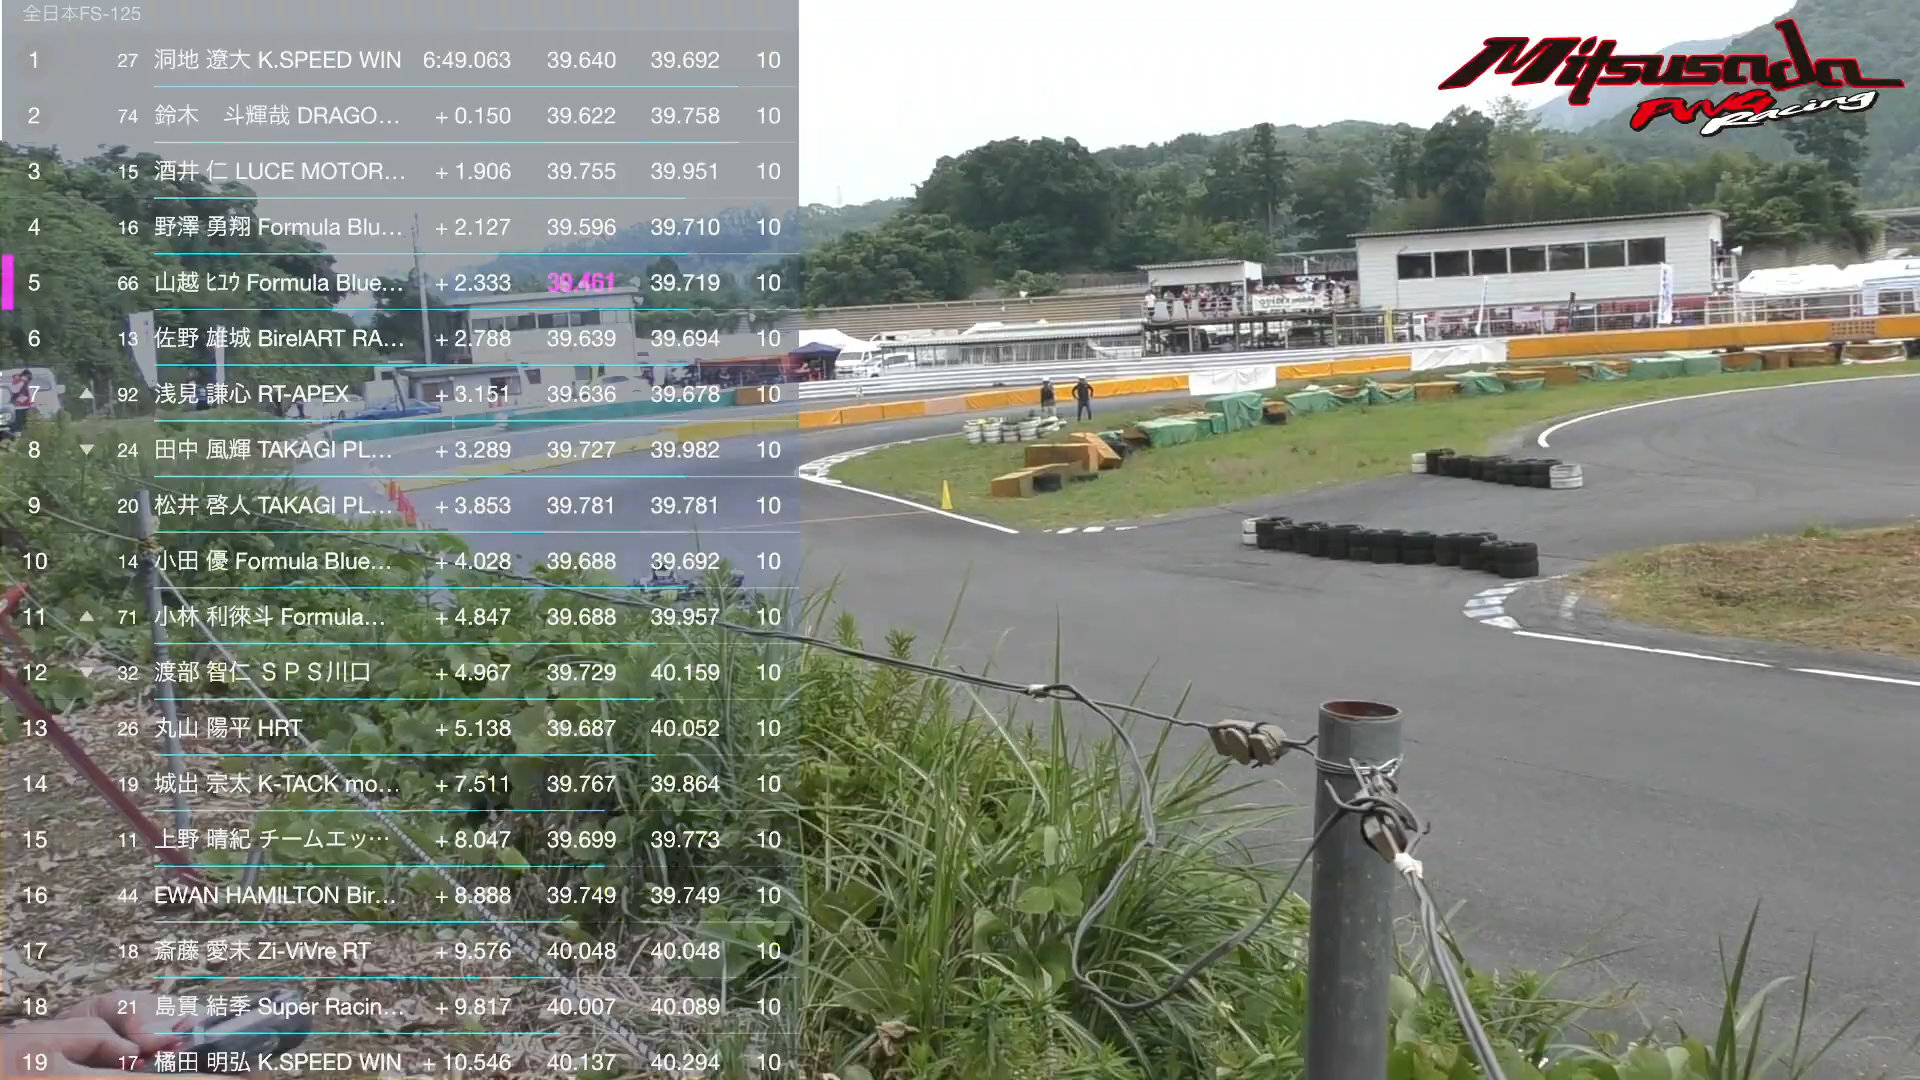 全日本FS-125
1 27 洞地 遼大 K.SPEED WIN 6:49.063 39.640 39.692 10
2 74 鈴木 斗輝哉 DRAGO... + 0.150 39.622 39.758 10
3 15 酒井 仁 LUCE MOTOR... + 1.906 39.755 39.951 10
4 16 野澤 勇翔 Formula Blu... + 2.127 39.596 39.710 10
5 66 山越 ﾋﾕｳ Formula Blue... + 2.333 39.461 39.719 10
6 13 佐野 雄城 BirelART RA... + 2.788 39.639 39.694 10
7 ▲ 92 浅見 謙心 RT-APEX + 3.151 39.636 39.678 10
8 ▼ 24 田中 風輝 TAKAGI PL... + 3.289 39.727 39.982 10
9 20 松井 啓人 TAKAGI PL... + 3.853 39.781 39.781 10
10 14 小田 優 Formula Blue... + 4.028 39.688 39.692 10
11 ▲ 71 小林 利徠斗 Formula... + 4.847 39.688 39.957 10
12 ▼ 32 渡部 智仁 ＳＰＳ川口 + 4.967 39.729 40.159 10
13 26 丸山 陽平 HRT + 5.138 39.687 40.052 10
14 19 城出 宗太 K-TACK mo... + 7.511 39.767 39.864 10
15 11 上野 晴紀 チームエッ… + 8.047 39.699 39.773 10
16 44 EWAN HAMILTON Bir... + 8.888 39.749 39.749 10
17 18 斎藤 愛未 Zi-ViVre RT + 9.576 40.048 40.048 10
18 21 島貫 結季 Super Racin... + 9.817 40.007 40.089 10
19 17 橘田 明弘 K.SPEED WIN + 10.546 40.137 40.294 10
Mitsusada
PWG Racing